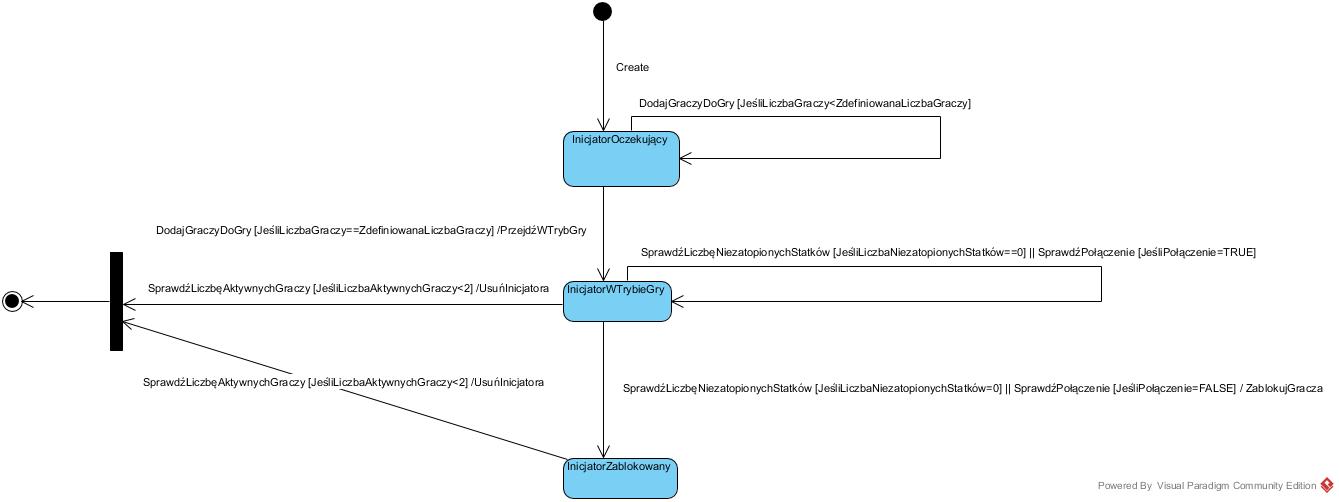 Create
DodajGraczyDoGry [JeśliLiczbaGraczy<ZdefiniowanaLiczbaGraczy]
InicjatorOczekujący
DodajGraczyDoGry [JeśliLiczbaGraczy==ZdefiniowanaLiczbaGraczy] /PrzejdźWTrybGry
SprawdźLiczbęNiezatopionychStatków [JeśliLiczbaNiezatopionychStatków==0] || SprawdźPołączenie [JeśliPołączenie=TRUE]
SprawdźLiczbęAktywnychGraczy [JeśliLiczbaAktywnychGraczy<2] /UsuńInicjatora
InicjatorWTrybieGry
SprawdźLiczbęAktywnychGraczy [JeśliLiczbaAktywnychGraczy<2] /UsuńInicjatora
SprawdźLiczbęNiezatopionychStatków [JeśliLiczbaNiezatopionychStatków=0] || SprawdźPołączenie [JeśliPołączenie=FALSE] / ZablokujGracza
InicjatorZablokowany
Powered By Visual Paradigm Community Edition